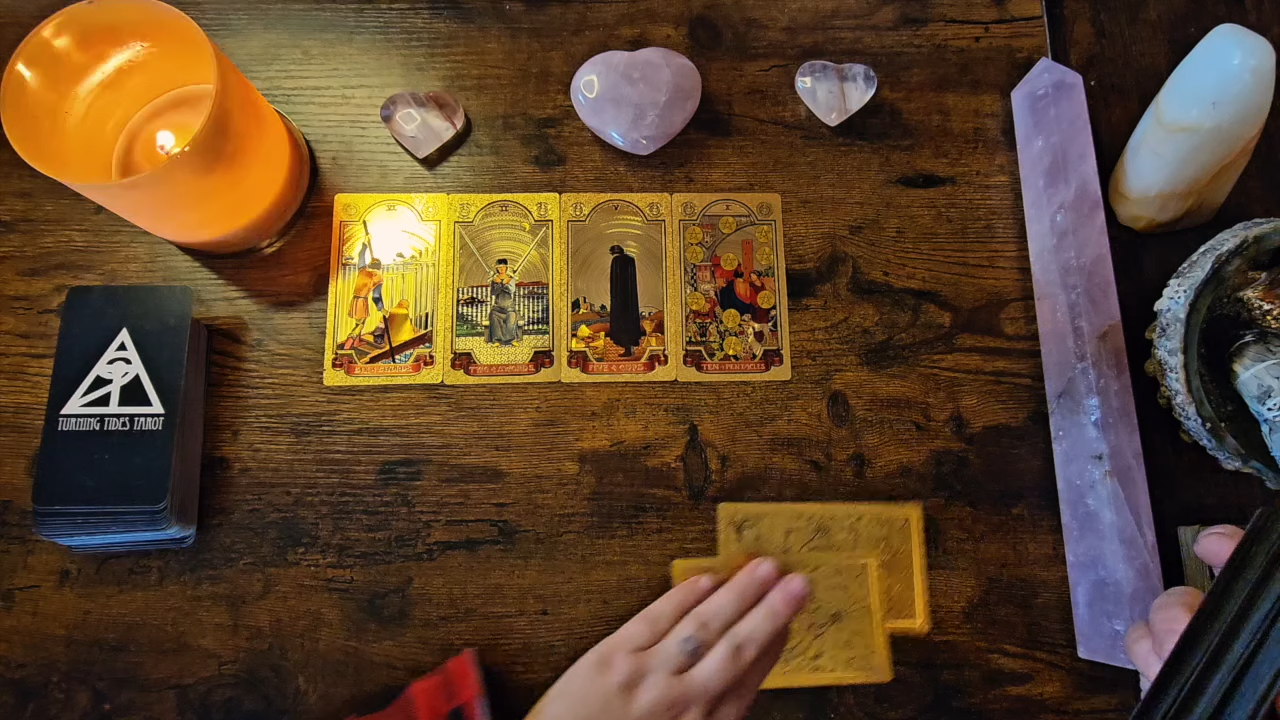 V
X
TWO of SWORDS
FIVE of CUPS
TEN of PENTACLES
TURNING TIDES TAROT